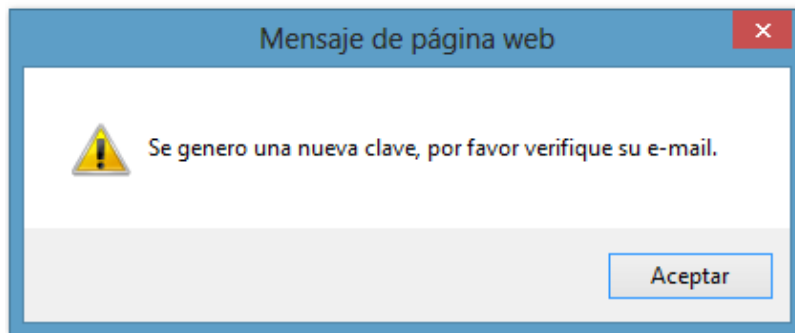 Mensaje de página web
Se genero una nueva clave, por favor verifique su e-mail.
Aceptar